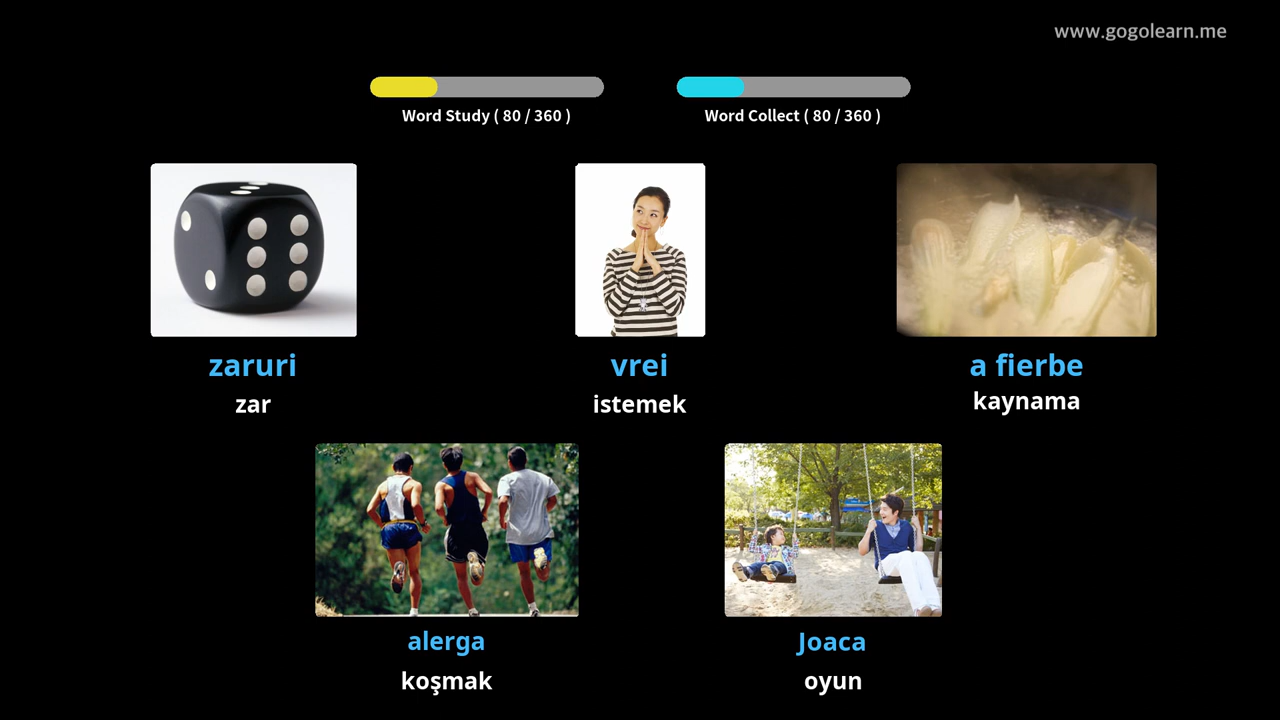 www.gogolearn.me
Word Study ( 80 / 360 )
Word Collect ( 80 / 360 )
zaruri
zar
vrei
istemek
a fierbe
kaynama
alerga
koşmak
Joaca
oyun